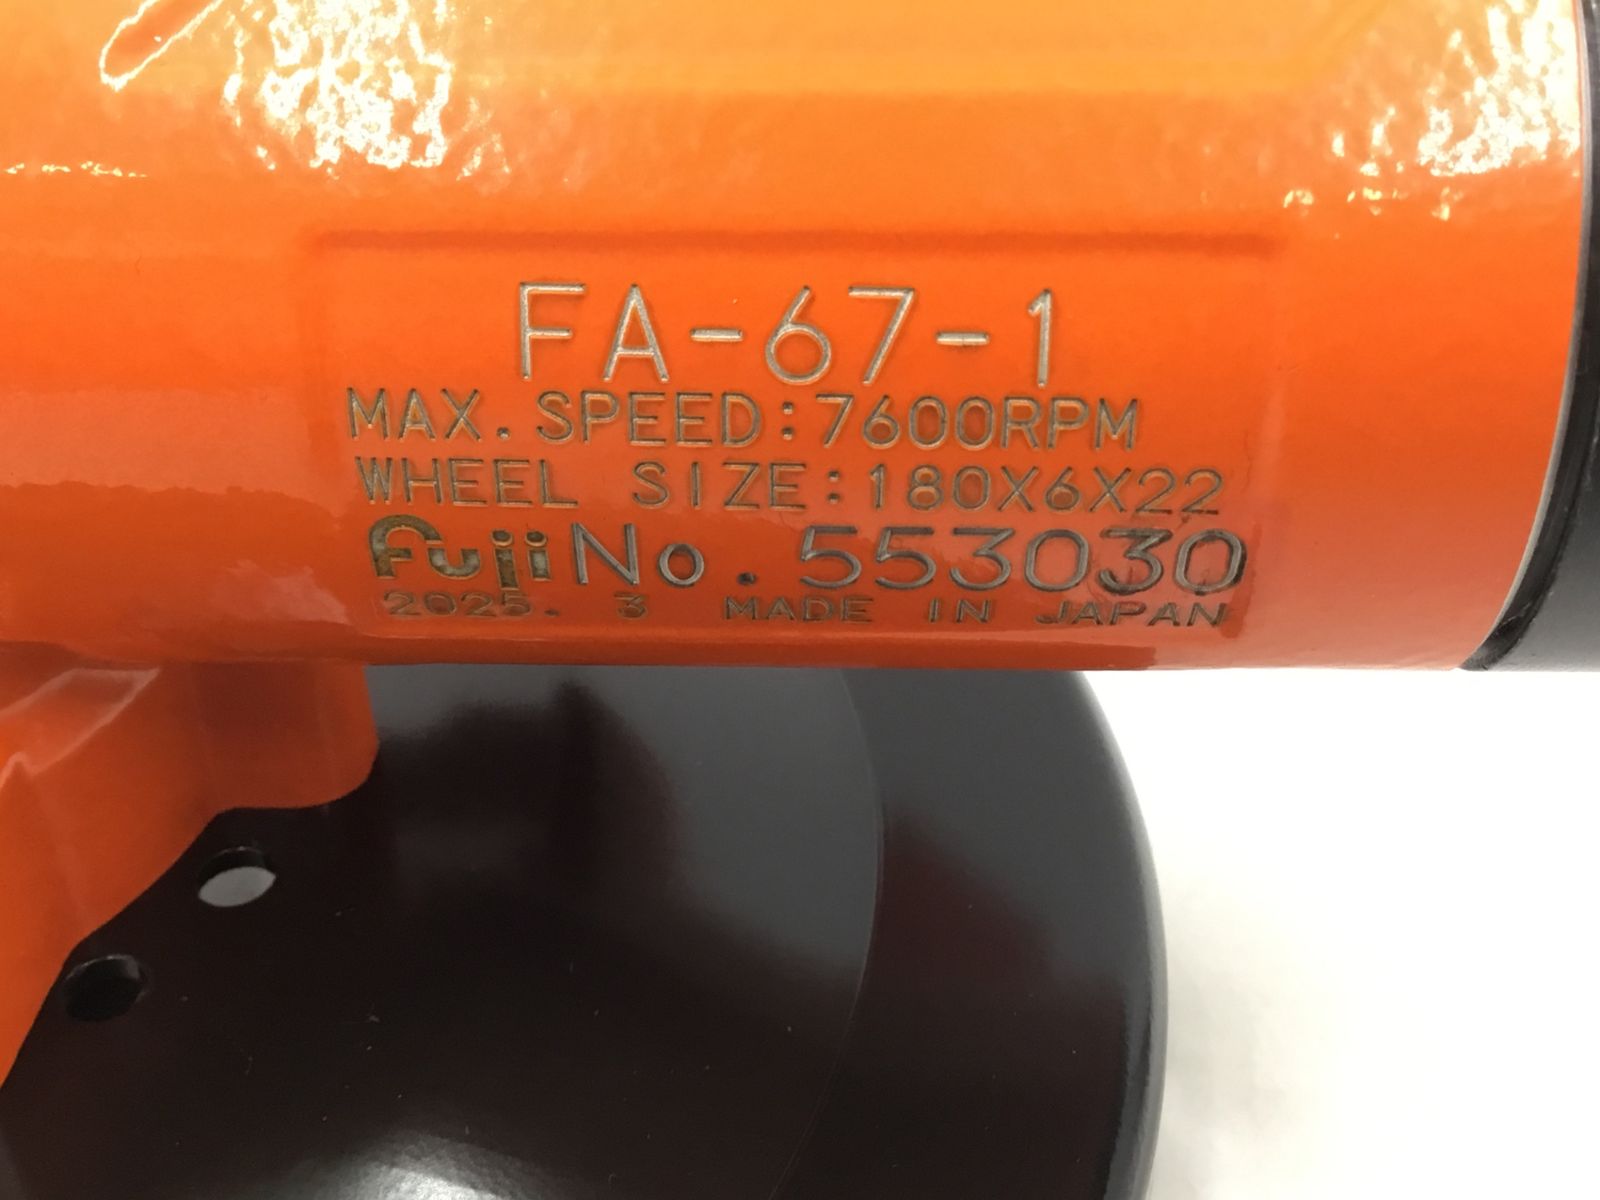 FA-67-1
MAX. SPEED:7600RPM
WHEEL SIZE:180X6X22
Fuji No. 553030
2025. 3 MADE IN JAPAN